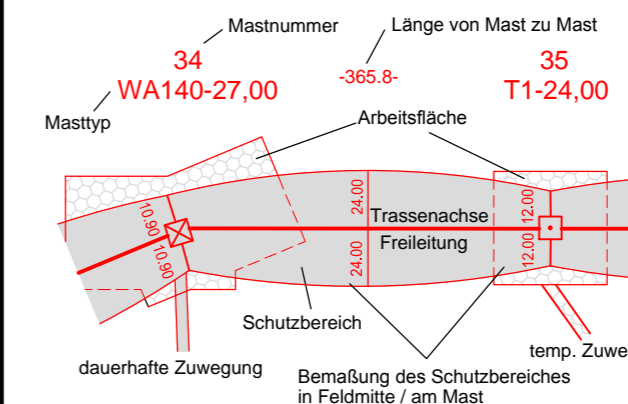 Mastnummer
Länge von Mast zu Mast
34
-365.8-
35
WA140-27,00
T1-24,00
Masttyp
Arbeitsfläche
10.90
10.90
24.00
24.00
Trassenachse
Freileitung
12.00
12.00
Schutzbereich
dauerhafte Zuwegung
temp. Zuwe
Bemaßung des Schutzbereiches
in Feldmitte / am Mast